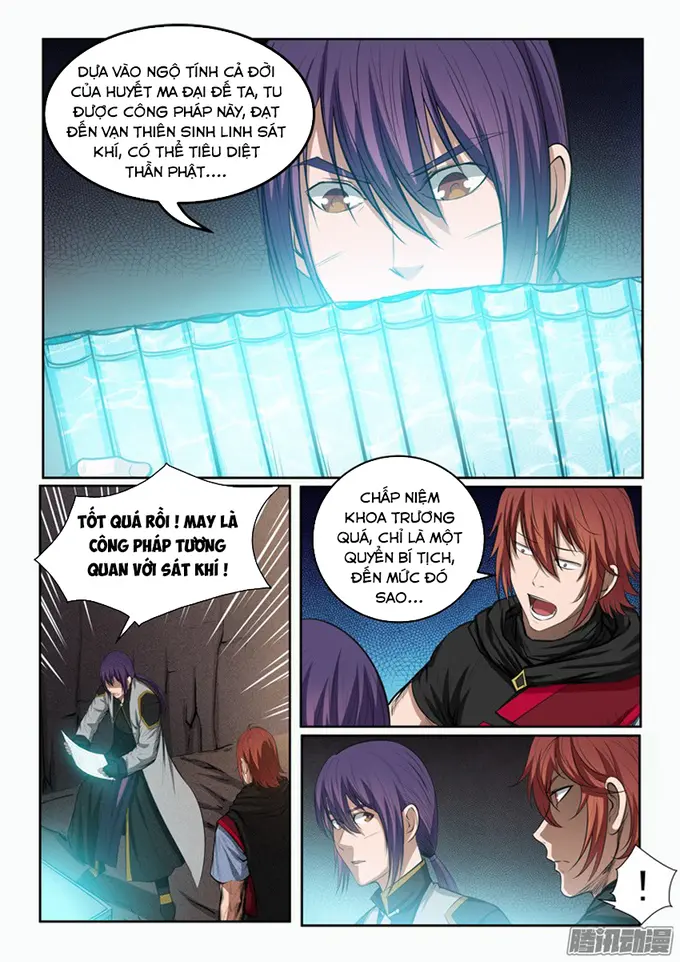 DỰA VÀO NGỘ TÍNH CẢ ĐỜI
CỦA HUYẾT MA ĐẠI ĐẾ TA, TU
ĐƯỢC CÔNG PHÁP NÀY, ĐẠT
ĐẾN VẠN THIÊN SINH LINH SÁT
KHÍ, CÓ THỂ TIÊU DIỆT
THẦN PHẬT....
TỐT QUÁ RỒI ! MAY LÀ
CÔNG PHÁP TƯƠNG
QUAN VỚI SÁT KHÍ !
CHẤP NIỆM
KHOA TRƯƠNG
QUÁ, CHỈ LÀ MỘT
QUYỂN BÍ TỊCH,
ĐẾN MỨC ĐÓ
SAO...
!
腾讯动漫